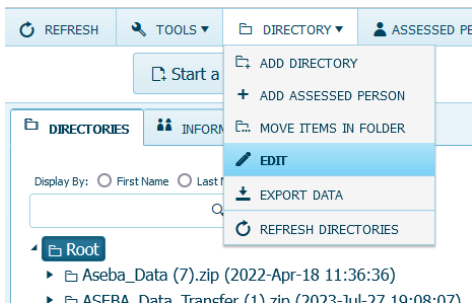 REFRESH TOOLS DIRECTORY ASSESSED PE
Start a
ADD DIRECTORY
ADD ASSESSED PERSON
MOVE ITEMS IN FOLDER
EDIT
EXPORT DATA
REFRESH DIRECTORIES
DIRECTORIES INFORM
Display By: First Name Last
Root
Aseba_Data (7).zip (2022-Apr-18 11:36:36)
ASEBA_Data_Transfer (1).zip (2023-Jul-27 19:08:07)